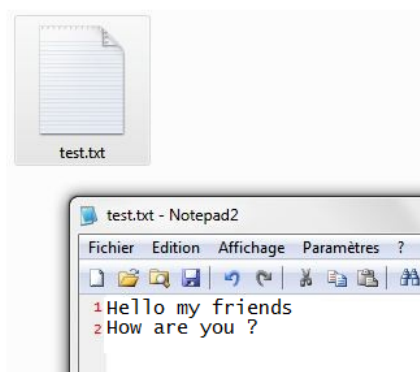 test.txt
test.txt - Notepad2
Fichier Edition Affichage Paramètres ?
1 Hello my friends
2 How are you ?